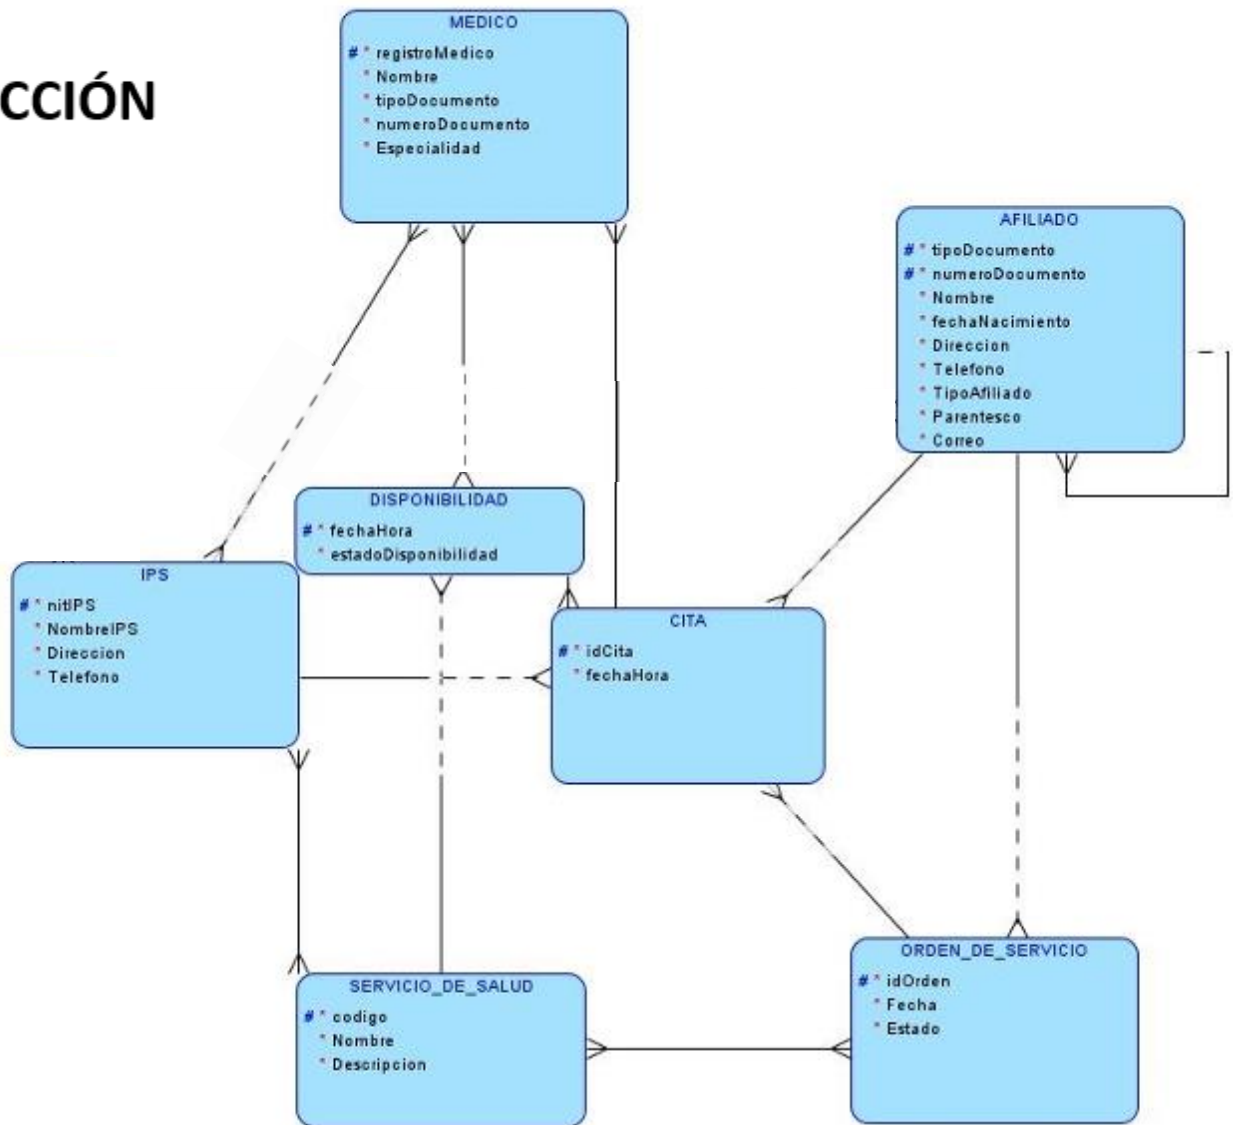 CCIÓN
MEDICO
# * registroMedico
* Nombre
* tipoDocumento
* numeroDocumento
* Especialidad
AFILIADO
# * tipoDocumento
# * numeroDocumento
* Nombre
* fechaNacimiento
* Direccion
* Telefono
* TipoAfiliado
* Parentesco
* Correo
DISPONIBILIDAD
# * fechaHora
* estadoDisponibilidad
IPS
# * nitIPS
* NombreIPS
* Direccion
* Telefono
CITA
# * idCita
* fechaHora
SERVICIO_DE_SALUD
# * codigo
* Nombre
* Descripcion
ORDEN_DE_SERVICIO
# * idOrden
* Fecha
* Estado